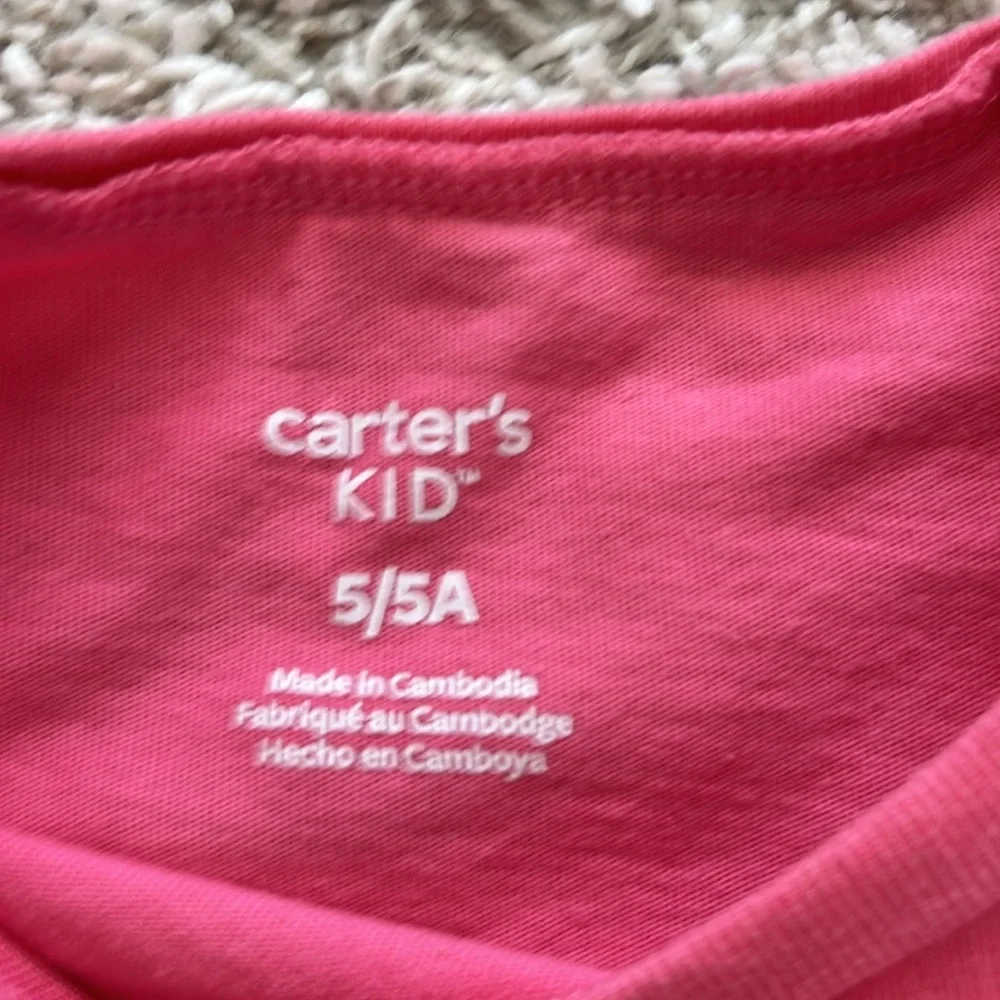 carter's
KID™
5/5A
Made in Cambodia
Fabriqué au Cambodge
Hecho en Camboya